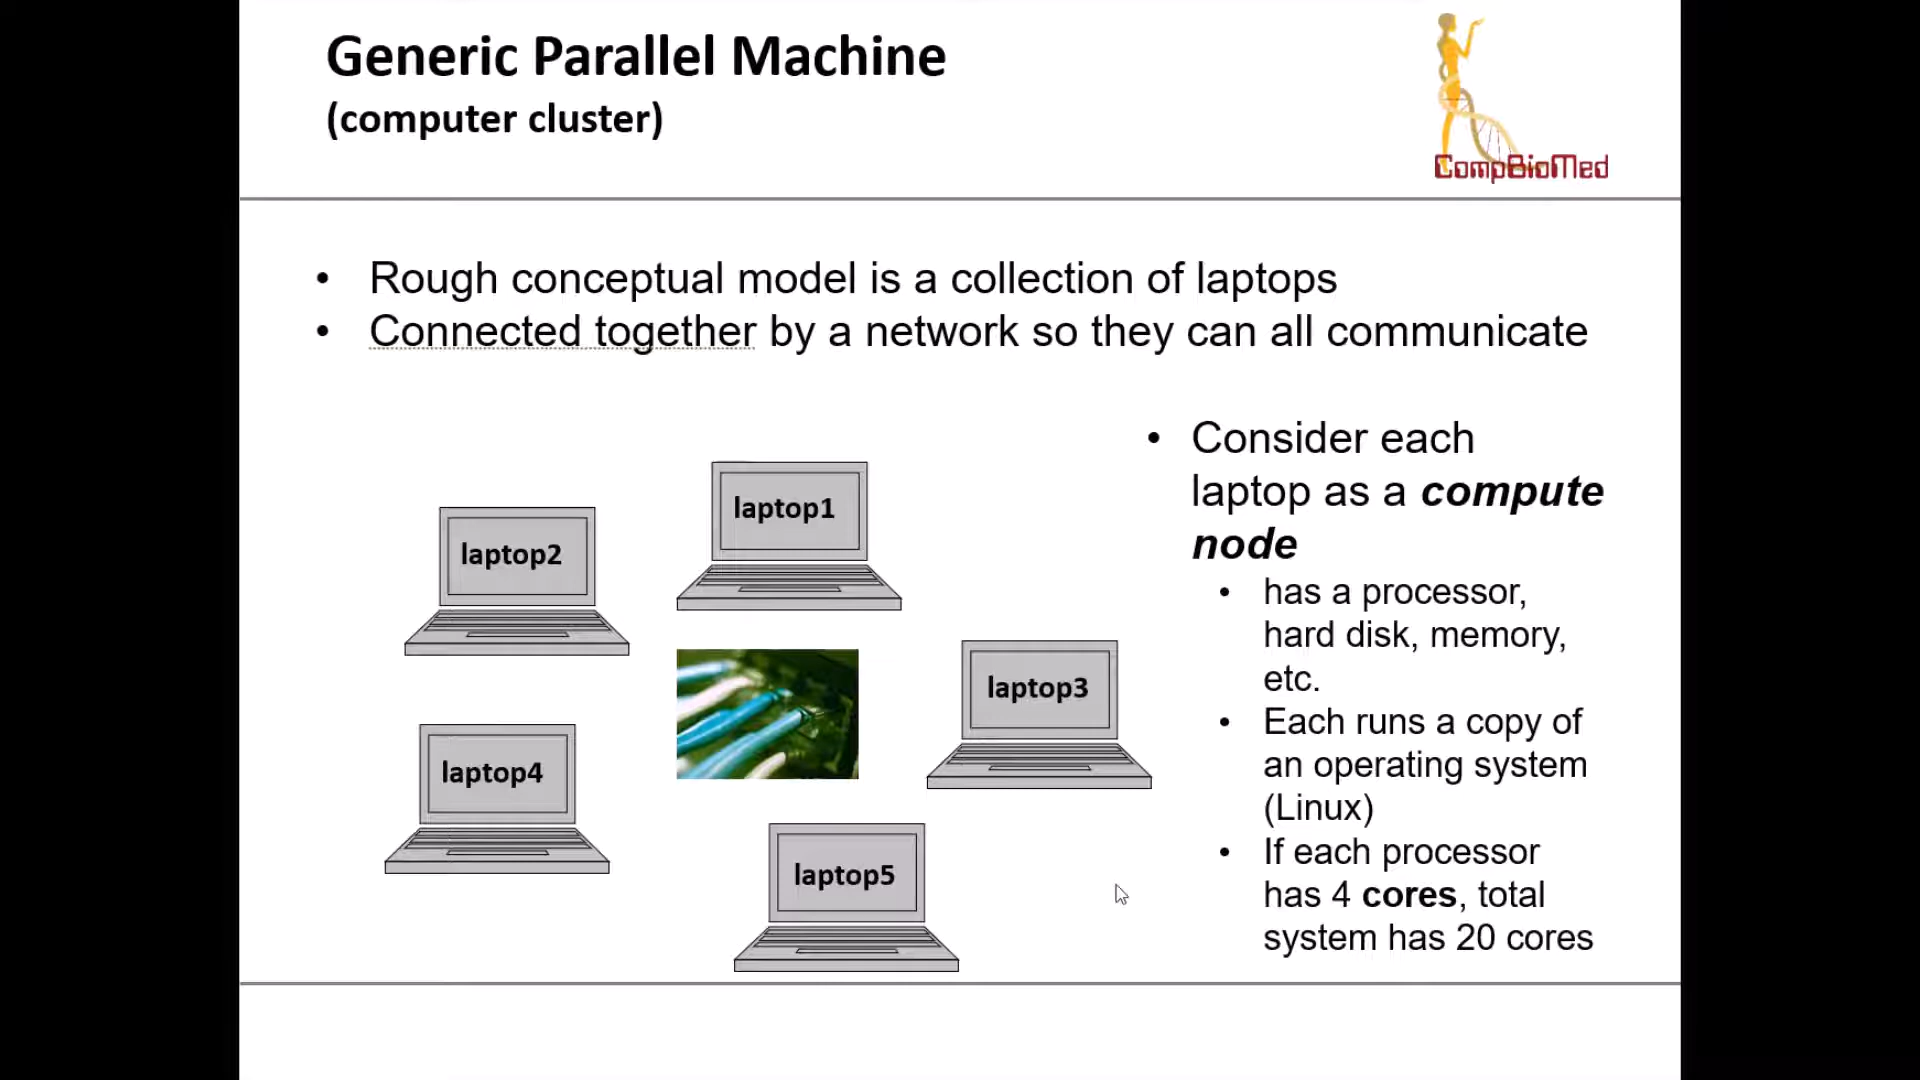 Generic Parallel Machine
(computer cluster)
CompBioMed
• Rough conceptual model is a collection of laptops
• Connected together by a network so they can all communicate
laptop1
laptop2
laptop3
laptop4
laptop5
• Consider each
laptop as a compute
node
• has a processor,
hard disk, memory,
etc.
• Each runs a copy of
an operating system
(Linux)
• If each processor
has 4 cores, total
system has 20 cores